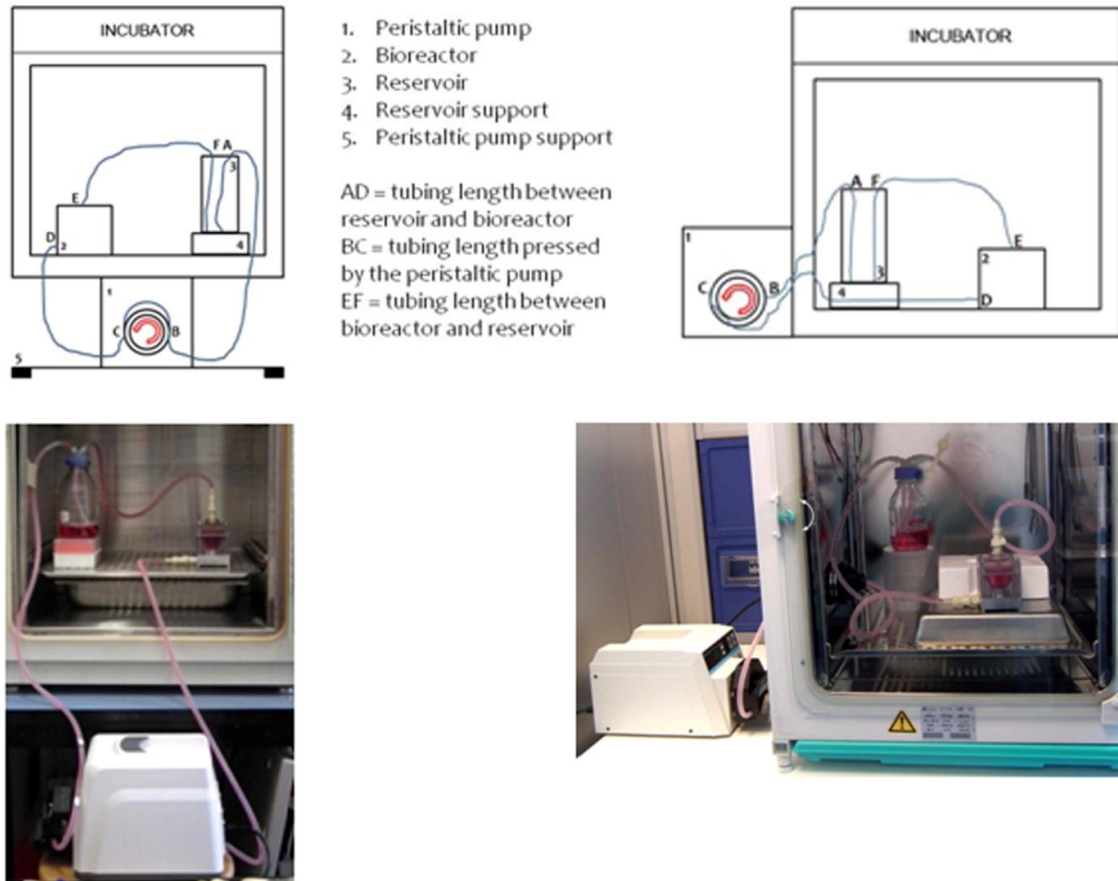 INCUBATOR
F A
3
E
D
2
4
1
C
B
5
1. Peristaltic pump
2. Bioreactor
3. Reservoir
4. Reservoir support
5. Peristaltic pump support
AD = tubing length between
reservoir and bioreactor
BC = tubing length pressed
by the peristaltic pump
EF = tubing length between
bioreactor and reservoir
INCUBATOR
A F
1
E
2
C
B
3
4
D